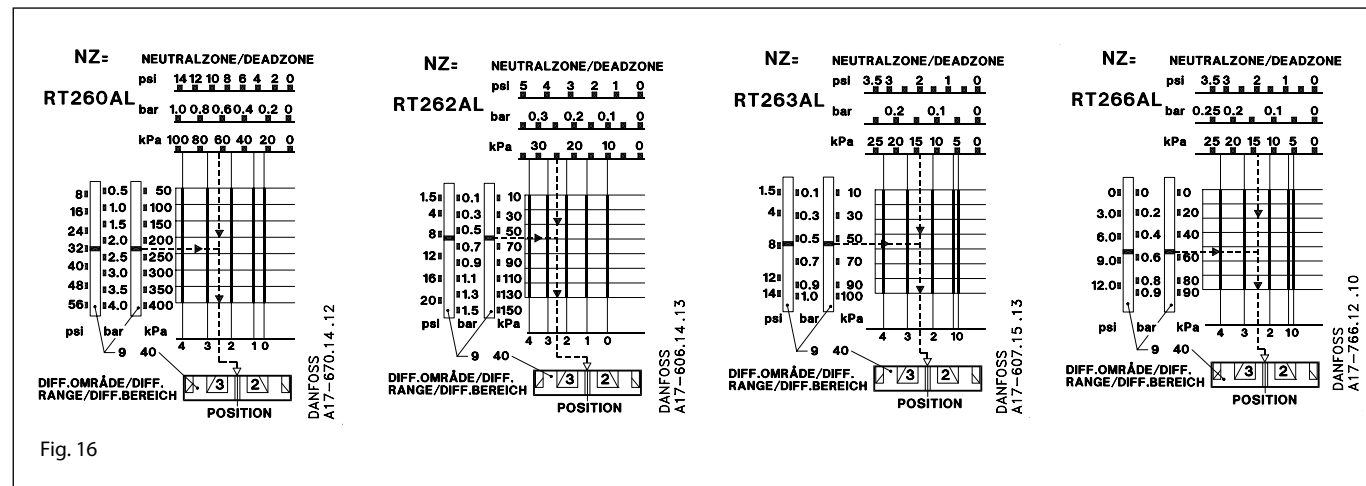 NZ=
NEUTRALZONE/DEADZONE
psi 14 12 10 8 6 4 2 0
RT260AL
bar 1.0 0.8 0.6 0.4 0.2 0
kPa 100 80 60 40 20 0
8 0.5 50
16 1.0 100
1.5 150
24 2.0 200
32 2.5 250
40 3.0 300
48 3.5 350
56 4.0 400
psi bar kPa
4 3 2 1 0
9 40
DIFF.OMRÅDE/DIFF.
RANGE/DIFF.BEREICH
3 2
POSITION
DANFOSS
A17-670.14.12
NZ=
NEUTRALZONE/DEADZONE
psi 5 4 3 2 1 0
RT262AL
bar 0.3 0.2 0.1 0
kPa 30 20 10 0
1.5 0.1 10
4 0.3 30
8 0.5 50
0.7 70
12 0.9 90
16 1.1 110
20 1.3 130
1.5 150
psi bar kPa
4 3 2 1 0
9 40
DIFF.OMRÅDE/DIFF.
RANGE/DIFF.BEREICH
3 2
POSITION
DANFOSS
A17-606.14.13
NZ=
NEUTRALZONE/DEADZONE
psi 3.5 3 2 1 0
RT263AL
bar 0.2 0.1 0
kPa 25 20 15 10 5 0
1.5 0.1 10
4 0.3 30
8 0.5 50
0.7 70
12 0.9 90
14 1.0 100
psi bar kPa
4 3 2 1 0
9 40
DIFF.OMRÅDE/DIFF.
RANGE/DIFF.BEREICH
3 2
POSITION
DANFOSS
A17-607.15.13
NZ=
NEUTRALZONE/DEADZONE
psi 3.5 3 2 1 0
RT266AL
bar 0.25 0.2 0.1 0
kPa 25 20 15 10 5 0
0 0 0
3.0 0.2 20
6.0 0.4 40
9.0 0.6 60
12.0 0.8 80
0.9 90
psi bar kPa
4 3 2 1 0
9 40
DIFF.OMRÅDE/DIFF.
RANGE/DIFF.BEREICH
3 2
POSITION
DANFOSS
A17-766.12.10
Fig. 16